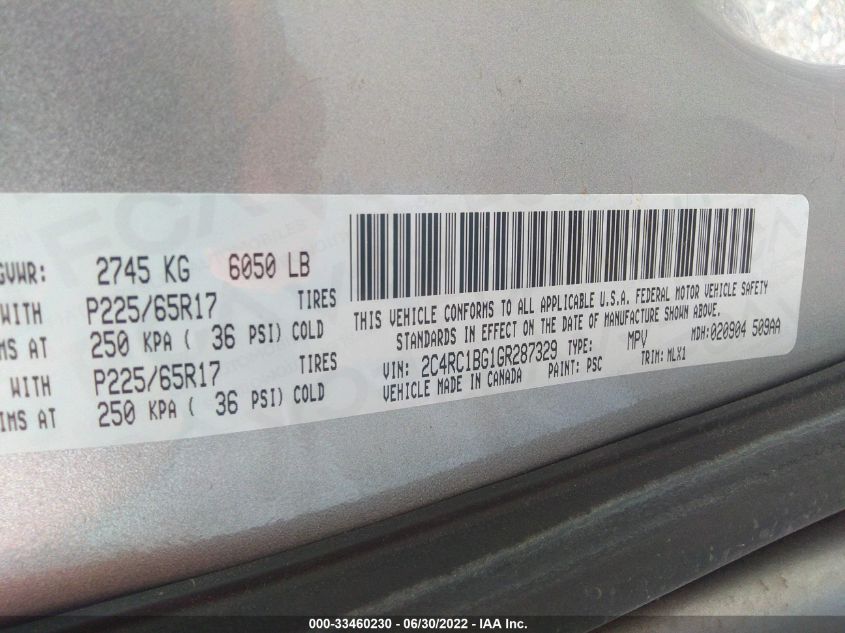 GVWR: 2745 KG 6050 LB
WITH P225/65R17 TIRES
IMS AT 250 KPA ( 36 PSI) COLD
WITH P225/65R17 TIRES
IMS AT 250 KPA ( 36 PSI) COLD
THIS VEHICLE CONFORMS TO ALL APPLICABLE U.S.A. FEDERAL MOTOR VEHICLE SAFETY
STANDARDS IN EFFECT ON THE DATE OF MANUFACTURE SHOWN ABOVE.
VIN: 2C4RC1BG1GR287329 TYPE: MPV MDH: 020904 509AA
VEHICLE MADE IN CANADA PAINT: PSC TRIM: MLX1
000-33460230 - 06/30/2022 - IAA Inc.